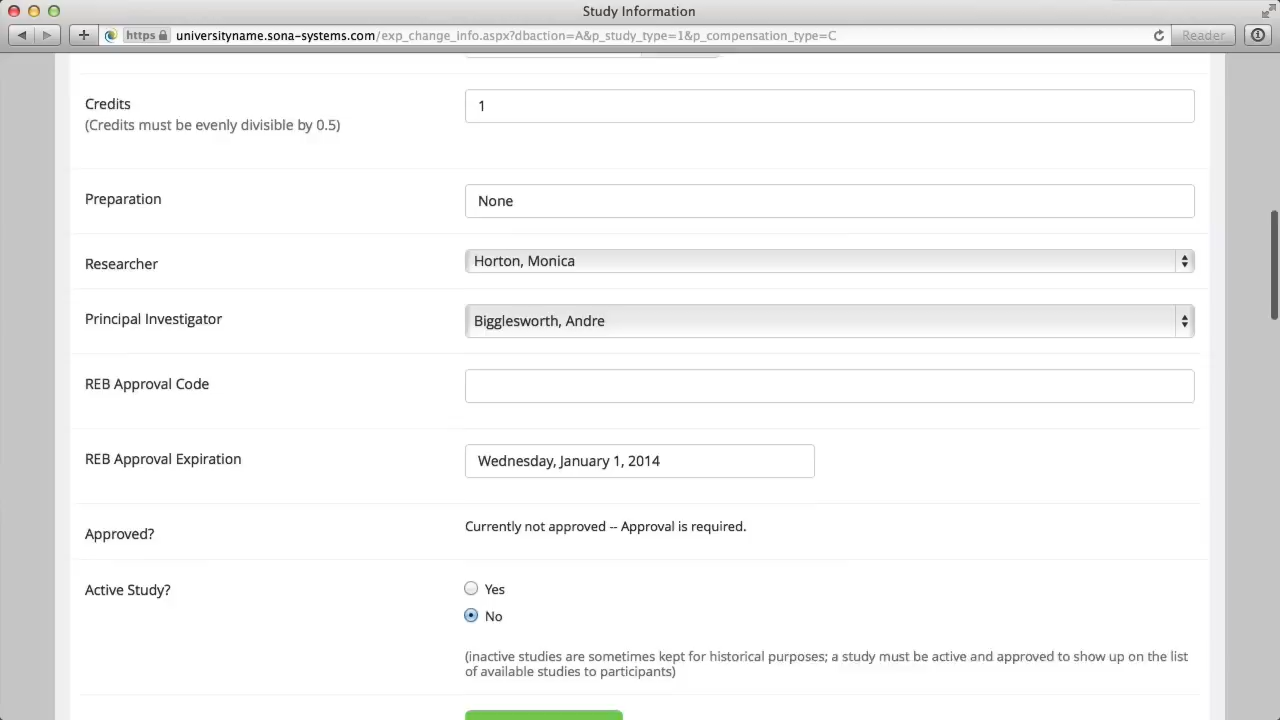 Study Information
https universityname.sona-systems.com/exp_change_info.aspx?dbaction=A&p_study_type=1&p_compensation_type=C Reader
Credits
(Credits must be evenly divisible by 0.5)
1
Preparation
None
Researcher
Horton, Monica
Principal Investigator
Bigglesworth, Andre
REB Approval Code
REB Approval Expiration
Wednesday, January 1, 2014
Approved?
Currently not approved -- Approval is required.
Active Study?
Yes
No
(inactive studies are sometimes kept for historical purposes; a study must be active and approved to show up on the list
of available studies to participants)